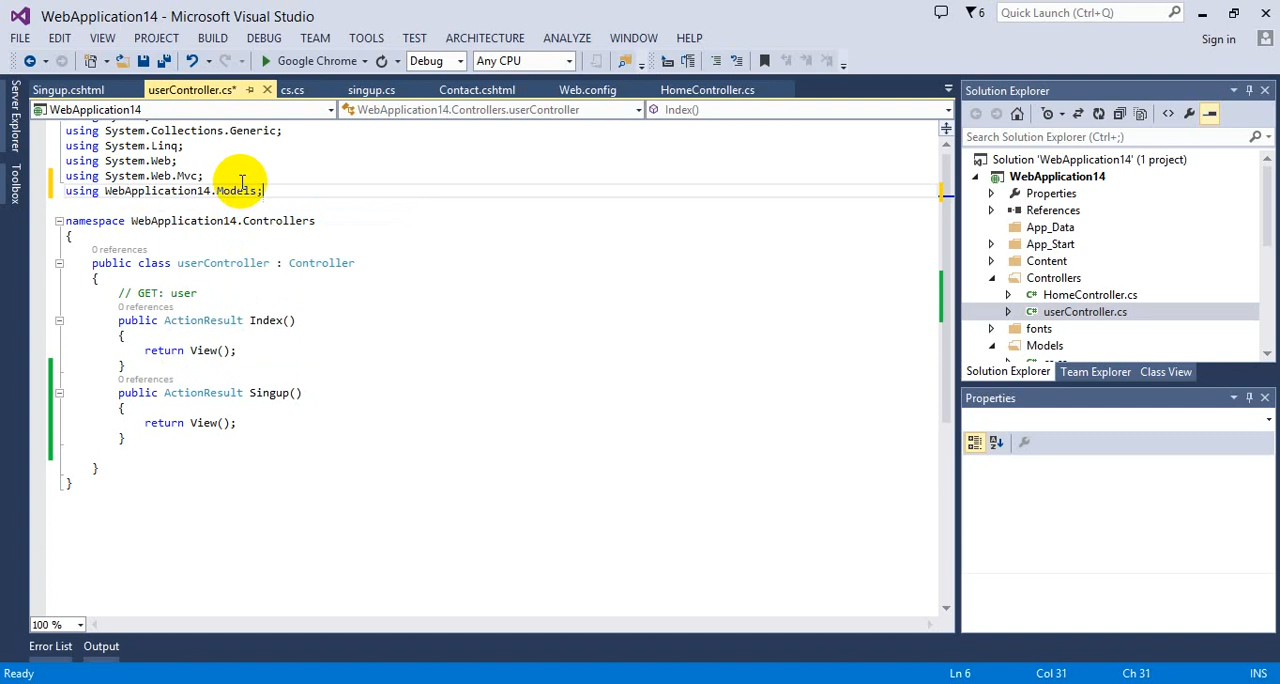 WebApplication14 - Microsoft Visual Studio
6
Quick Launch (Ctrl+Q)
FILE EDIT VIEW PROJECT BUILD DEBUG TEAM TOOLS TEST ARCHITECTURE ANALYZE WINDOW HELP
Sign in
Google Chrome Debug Any CPU
Server Explorer
Toolbox
Singup.cshtml userController.cs* cs.cs singup.cs Contact.cshtml Web.config HomeController.cs
WebApplication14 WebApplication14.Controllers.userController Index()
using System.Collections.Generic;
using System.Linq;
using System.Web;
using System.Web.Mvc;
using WebApplication14.Models;
namespace WebApplication14.Controllers
{
0 references
public class userController : Controller
{
// GET: user
0 references
public ActionResult Index()
{
return View();
}
0 references
public ActionResult Singup()
{
return View();
}
}
}
100 %
Solution Explorer
Search Solution Explorer (Ctrl+;)
Solution 'WebApplication14' (1 project)
WebApplication14
Properties
References
App_Data
App_Start
Content
Controllers
C# HomeController.cs
C# userController.cs
fonts
Models
Solution Explorer Team Explorer Class View
Properties
Error List Output
Ready Ln 6 Col 31 Ch 31 INS